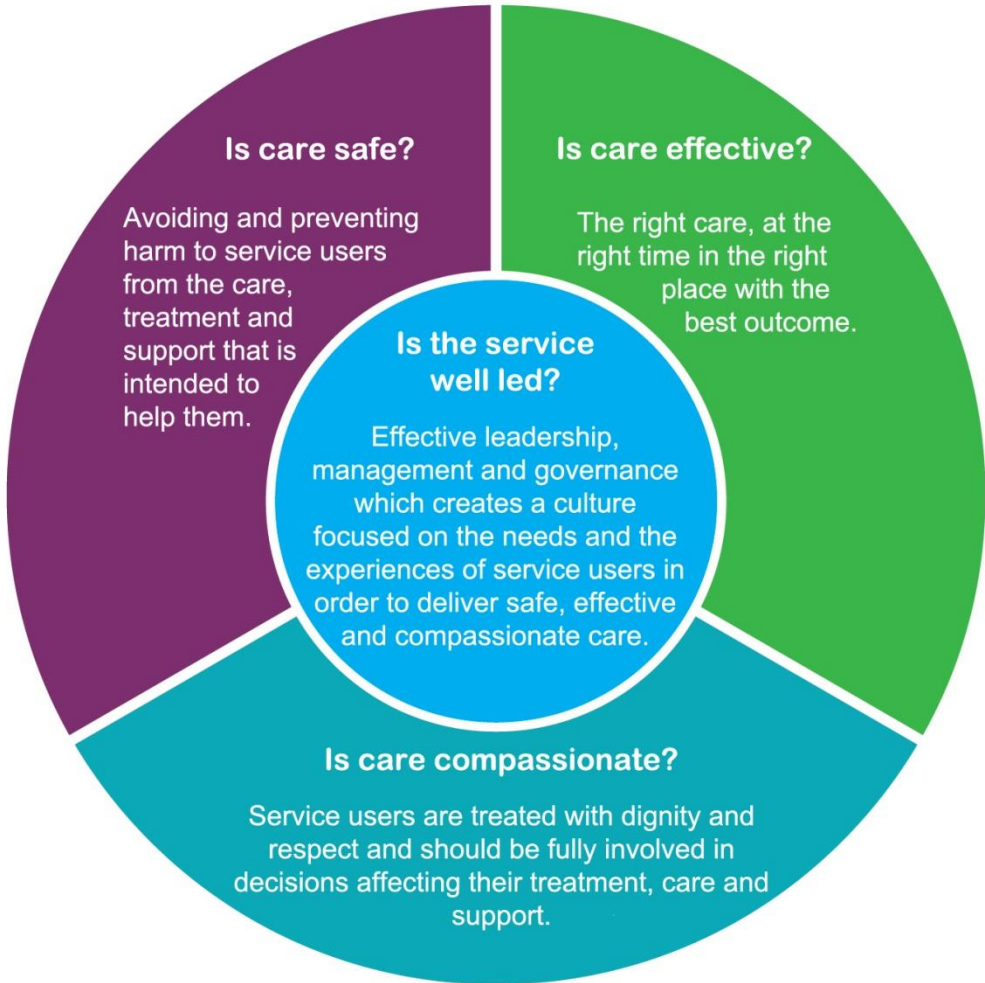 Is care safe?
Avoiding and preventing
harm to service users
from the care,
treatment and
support that is
intended to
help them.
Is care effective?
The right care, at the
right time in the right
place with the
best outcome.
Is the service
well led?
Effective leadership,
management and governance
which creates a culture
focused on the needs and the
experiences of service users in
order to deliver safe, effective
and compassionate care.
Is care compassionate?
Service users are treated with dignity and
respect and should be fully involved in
decisions affecting their treatment, care and
support.